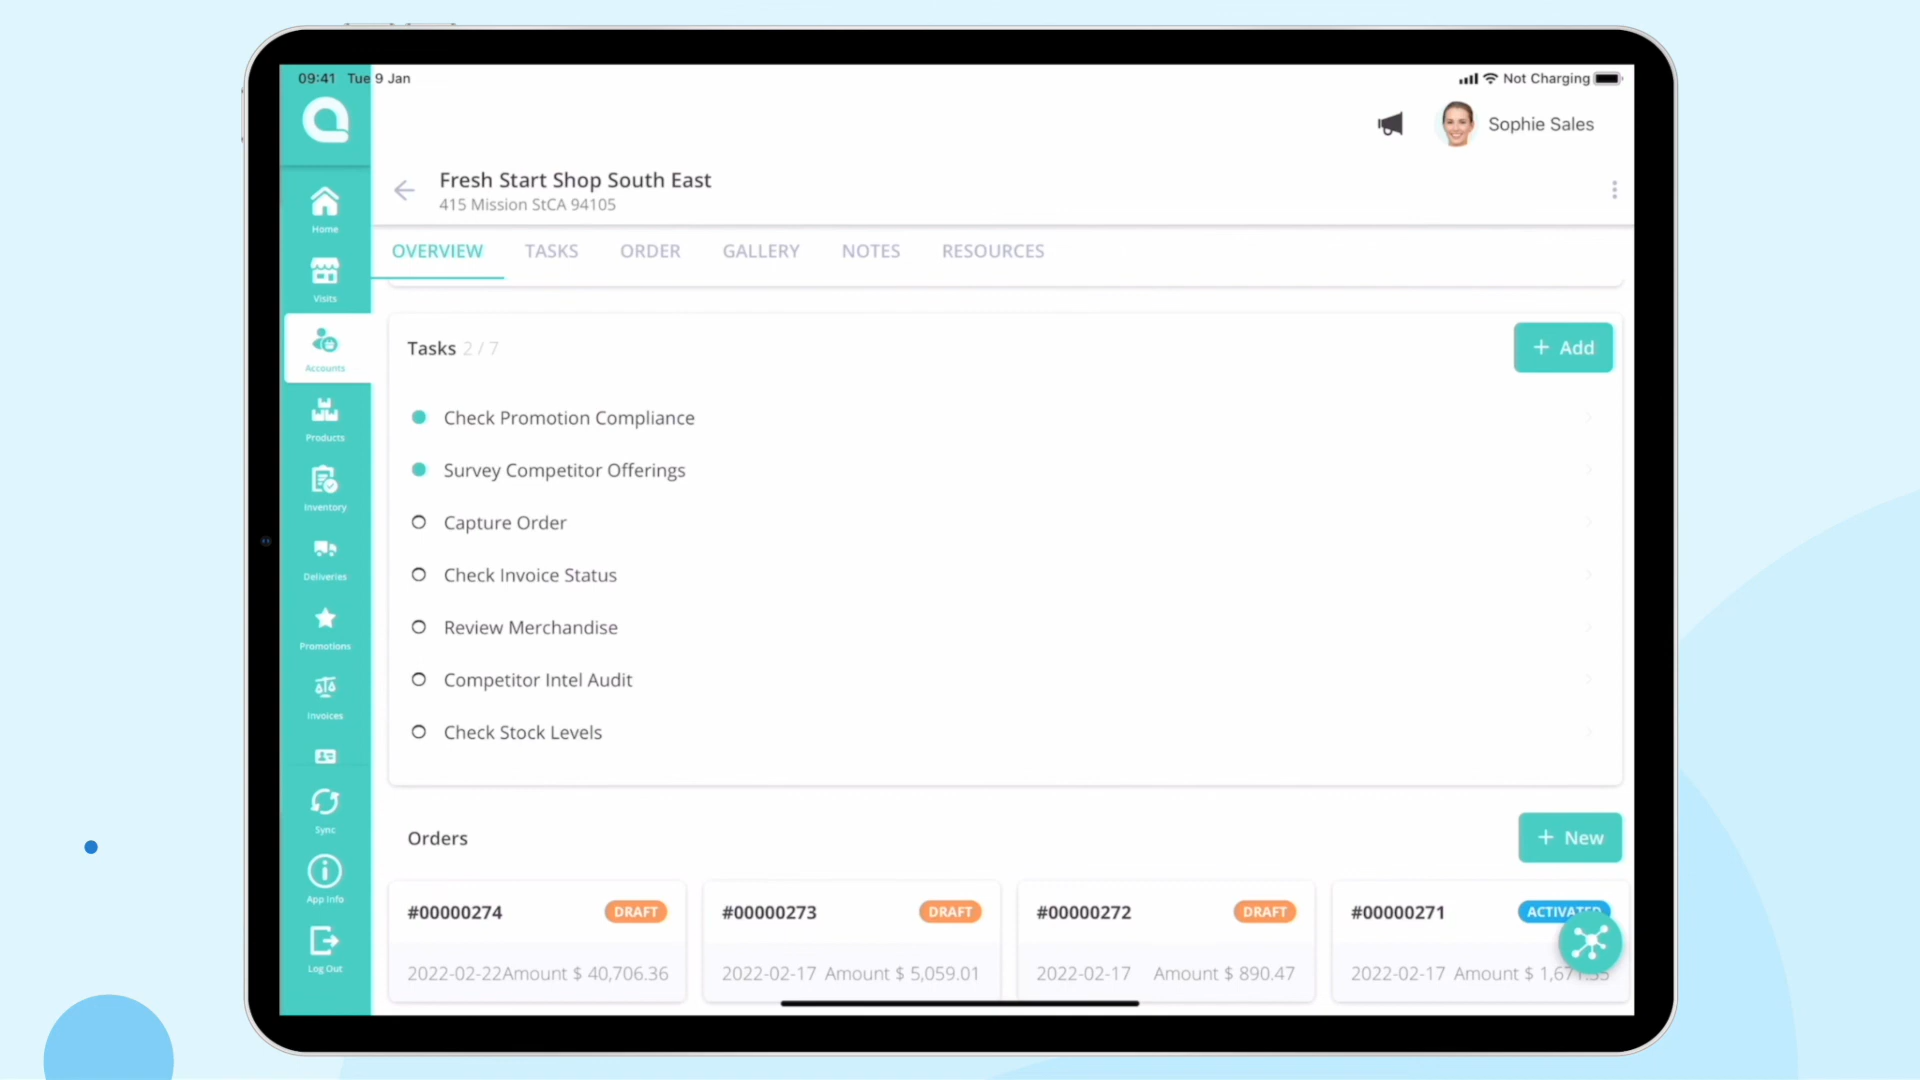 09:41 Tue 9 Jan
Not Charging
Sophie Sales
Fresh Start Shop South East
415 Mission StCA 94105
OVERVIEW TASKS ORDER GALLERY NOTES RESOURCES
Home
Visits
Accounts
Products
Inventory
Deliveries
Promotions
Invoices
Sync
App Info
Log Out
Tasks 2 / 7
+ Add
Check Promotion Compliance
Survey Competitor Offerings
Capture Order
Check Invoice Status
Review Merchandise
Competitor Intel Audit
Check Stock Levels
Orders
+ New
#00000274 DRAFT
2022-02-22Amount $ 40,706.36
#00000273 DRAFT
2022-02-17 Amount $ 5,059.01
#00000272 DRAFT
2022-02-17 Amount $ 890.47
#00000271 ACTIVATED
2022-02-17 Amount $